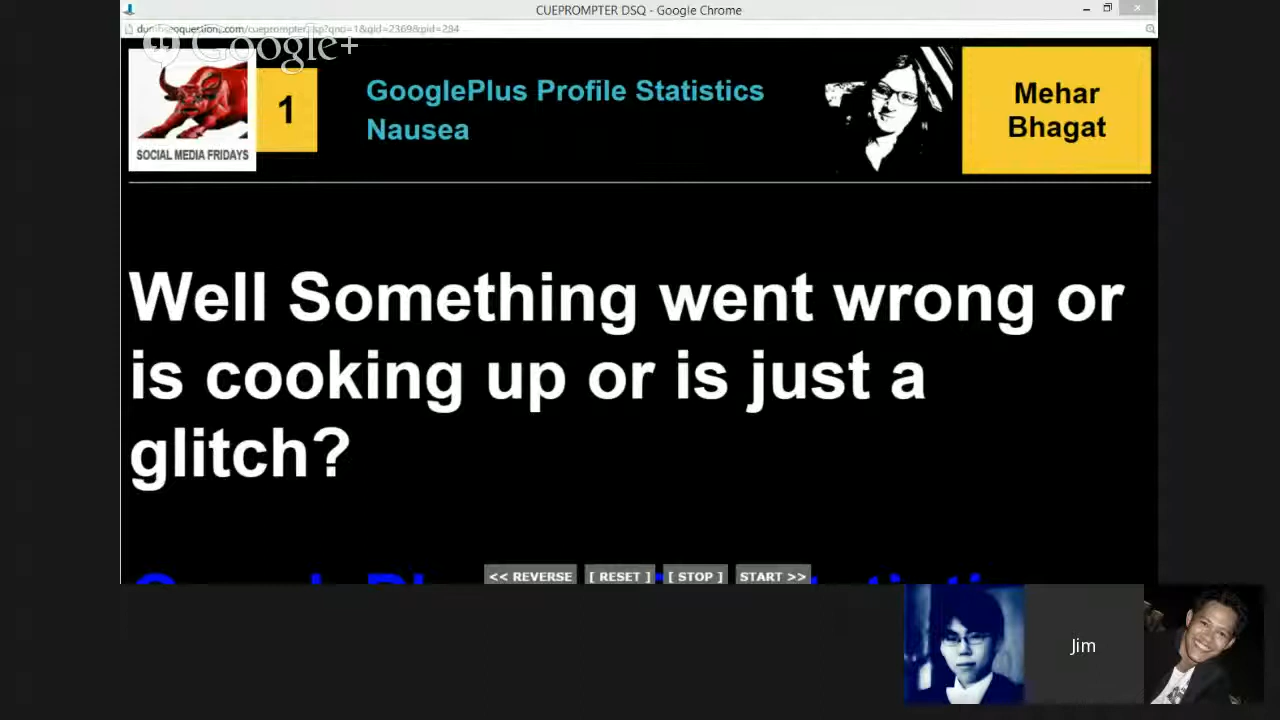 CUEPROMPTER DSQ - Google Chrome
Google+
SOCIAL MEDIA FRIDAYS
1
GooglePlus Profile Statistics
Nausea
Mehar
Bhagat
Well Something went wrong or
is cooking up or is just a
glitch?
<< REVERSE
[ RESET ]
[ STOP ]
START >>
Jim